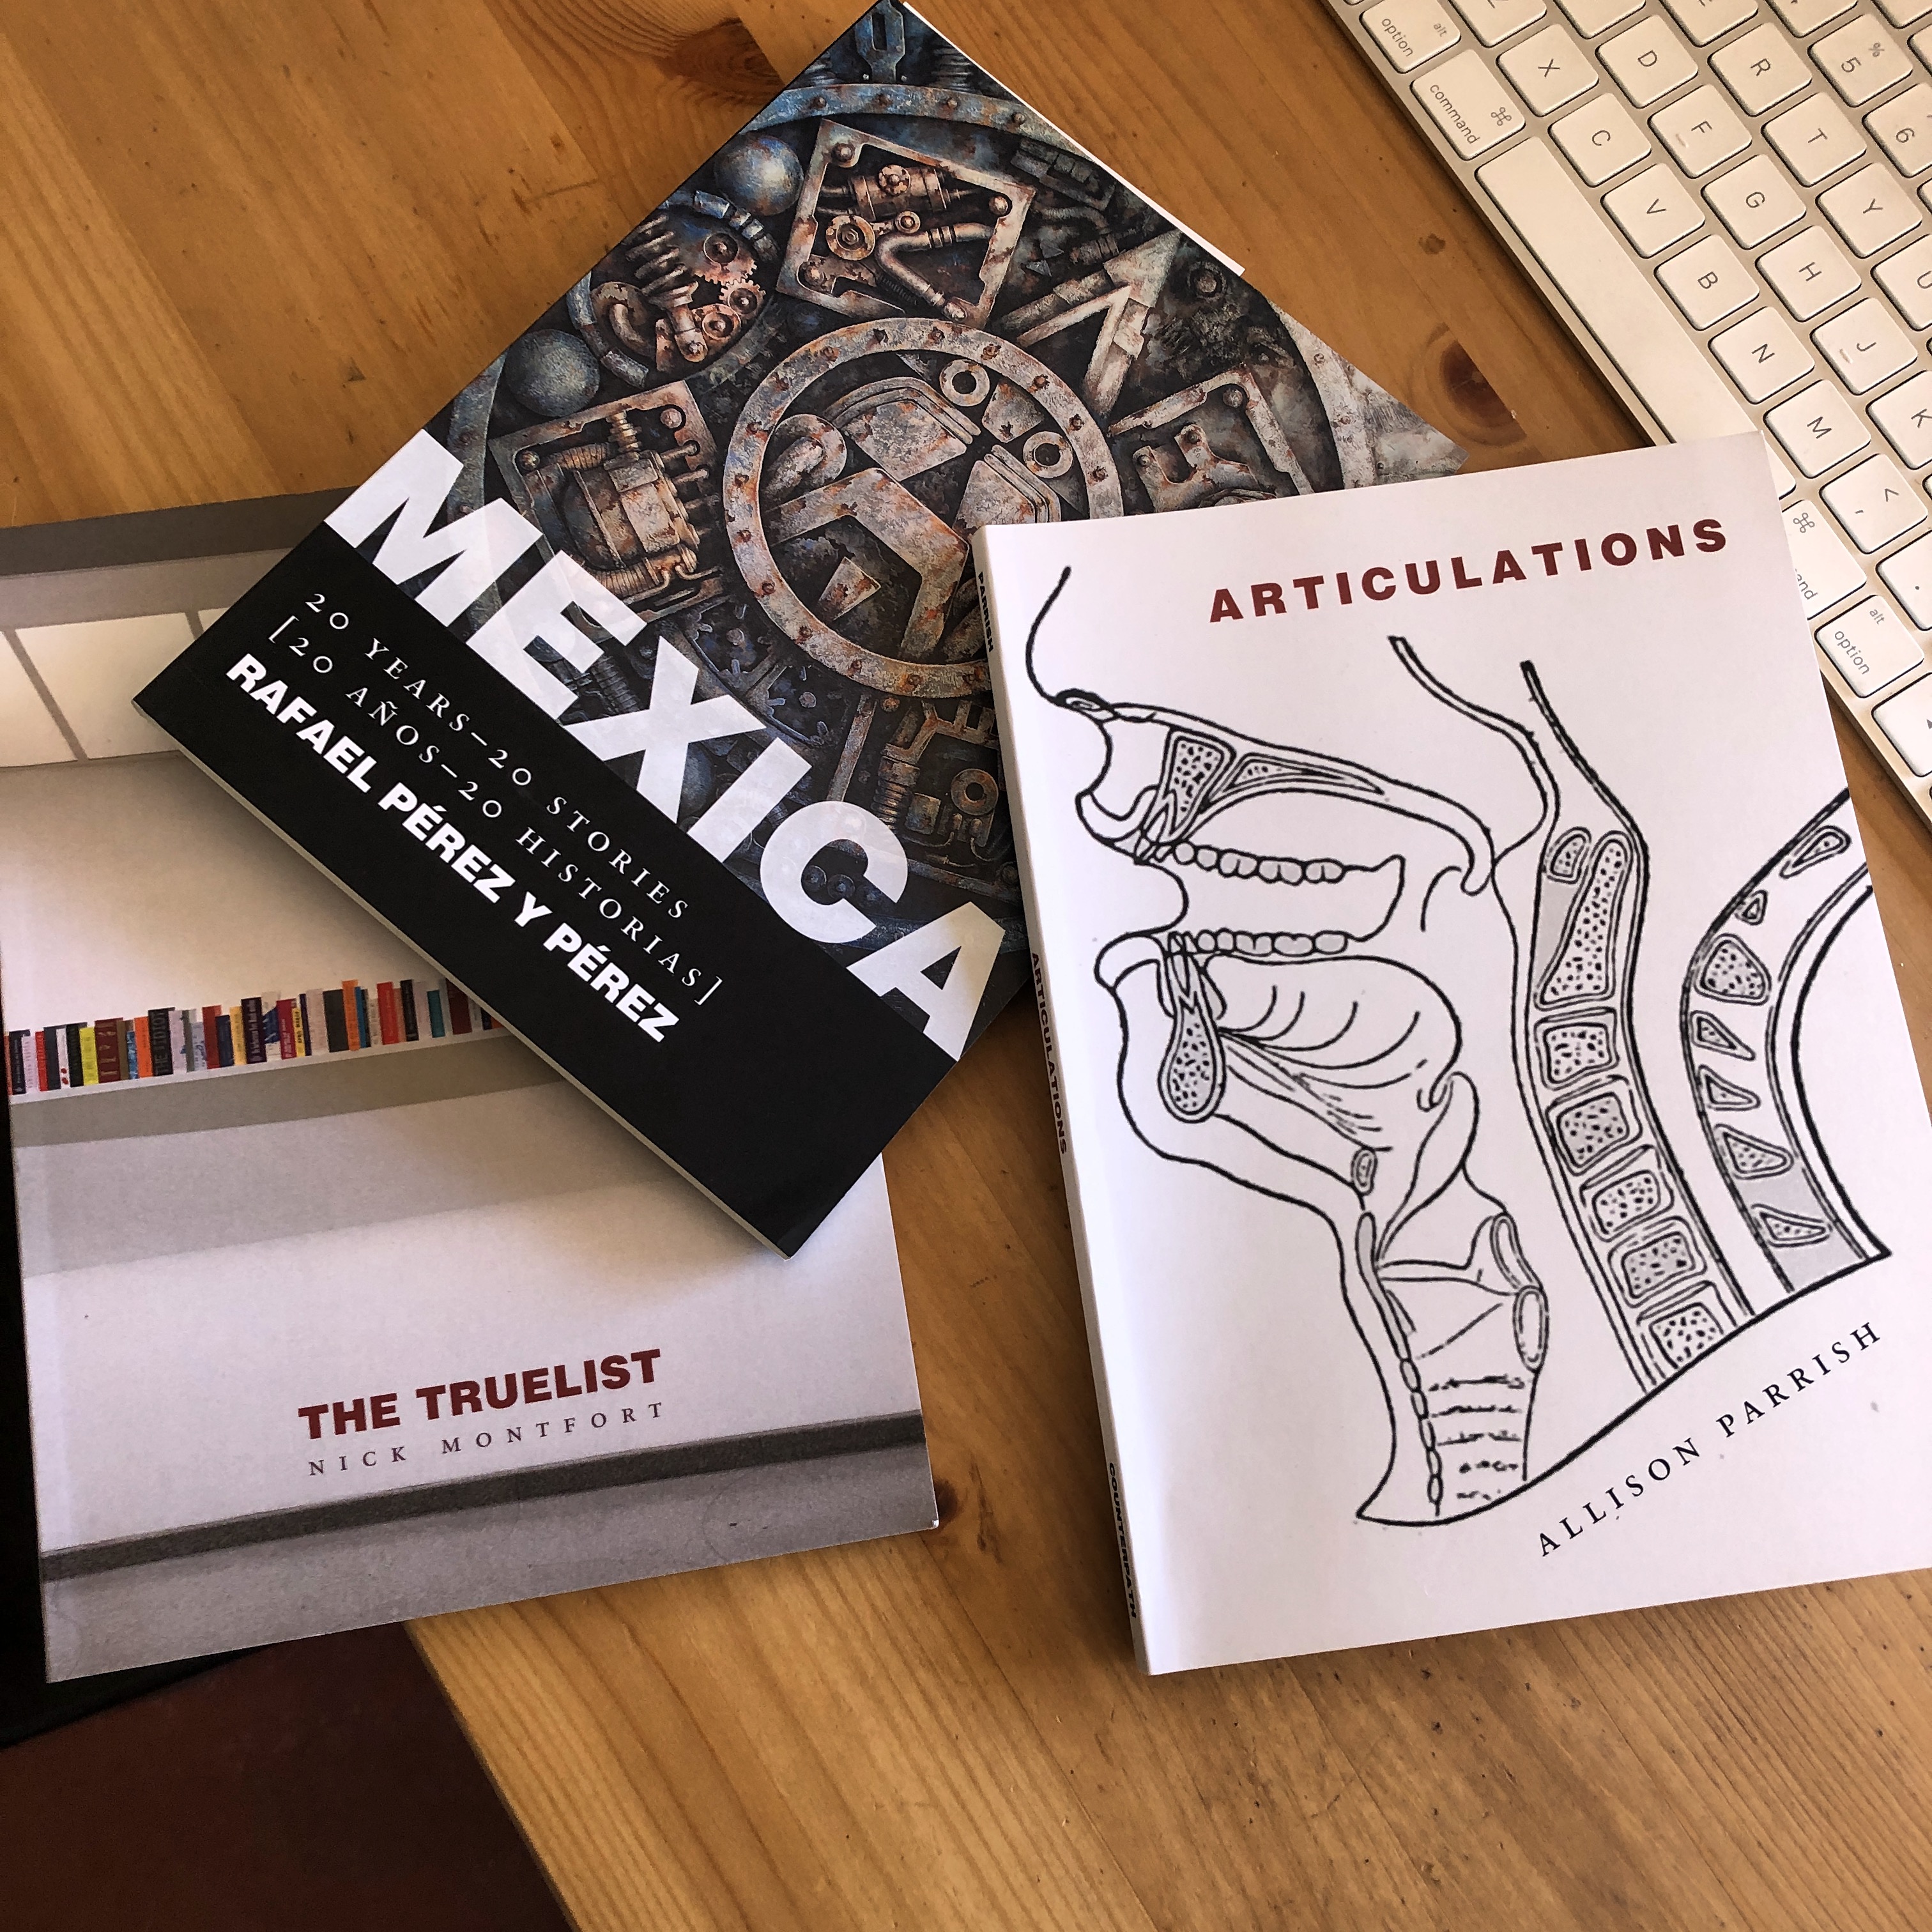 MEXICA
20 YEARS–20 STORIES
[20 AÑOS–20 HISTORIAS]
RAFAEL PÉREZ Y PÉREZ
THE TRUELIST
NICK MONTFORT
ARTICULATIONS
ALLISON PARRISH
PARRISH
ARTICULATIONS
COUNTERPATH
alt
option
command
⌘
X
D
R
%
5
C
F
T
6
V
G
Y
B
H
U
N
J
M
K
<
,
⌘
alt
option